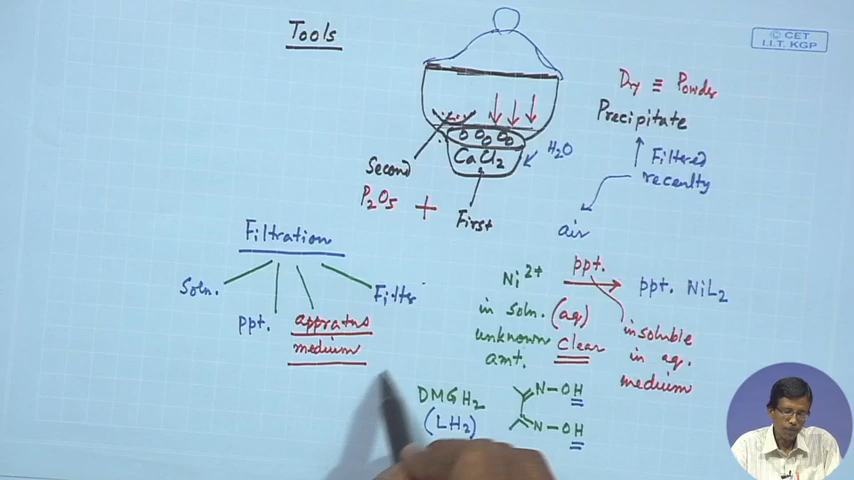 Tools
© CET
I.I.T. KGP
Dry ≡ Powder
Precipitate
Filtered
recently
air
H2O
CaCl2
Second
P2O5 +
First
Filtration
Soln.
ppt.
appratus
medium
Filts
Ni2+
ppt.
ppt. NiL2
in soln. (aq)
unknown
amt.
Clear
insoluble
in aq.
medium
DMGH2
(LH2)
N-OH
N-OH